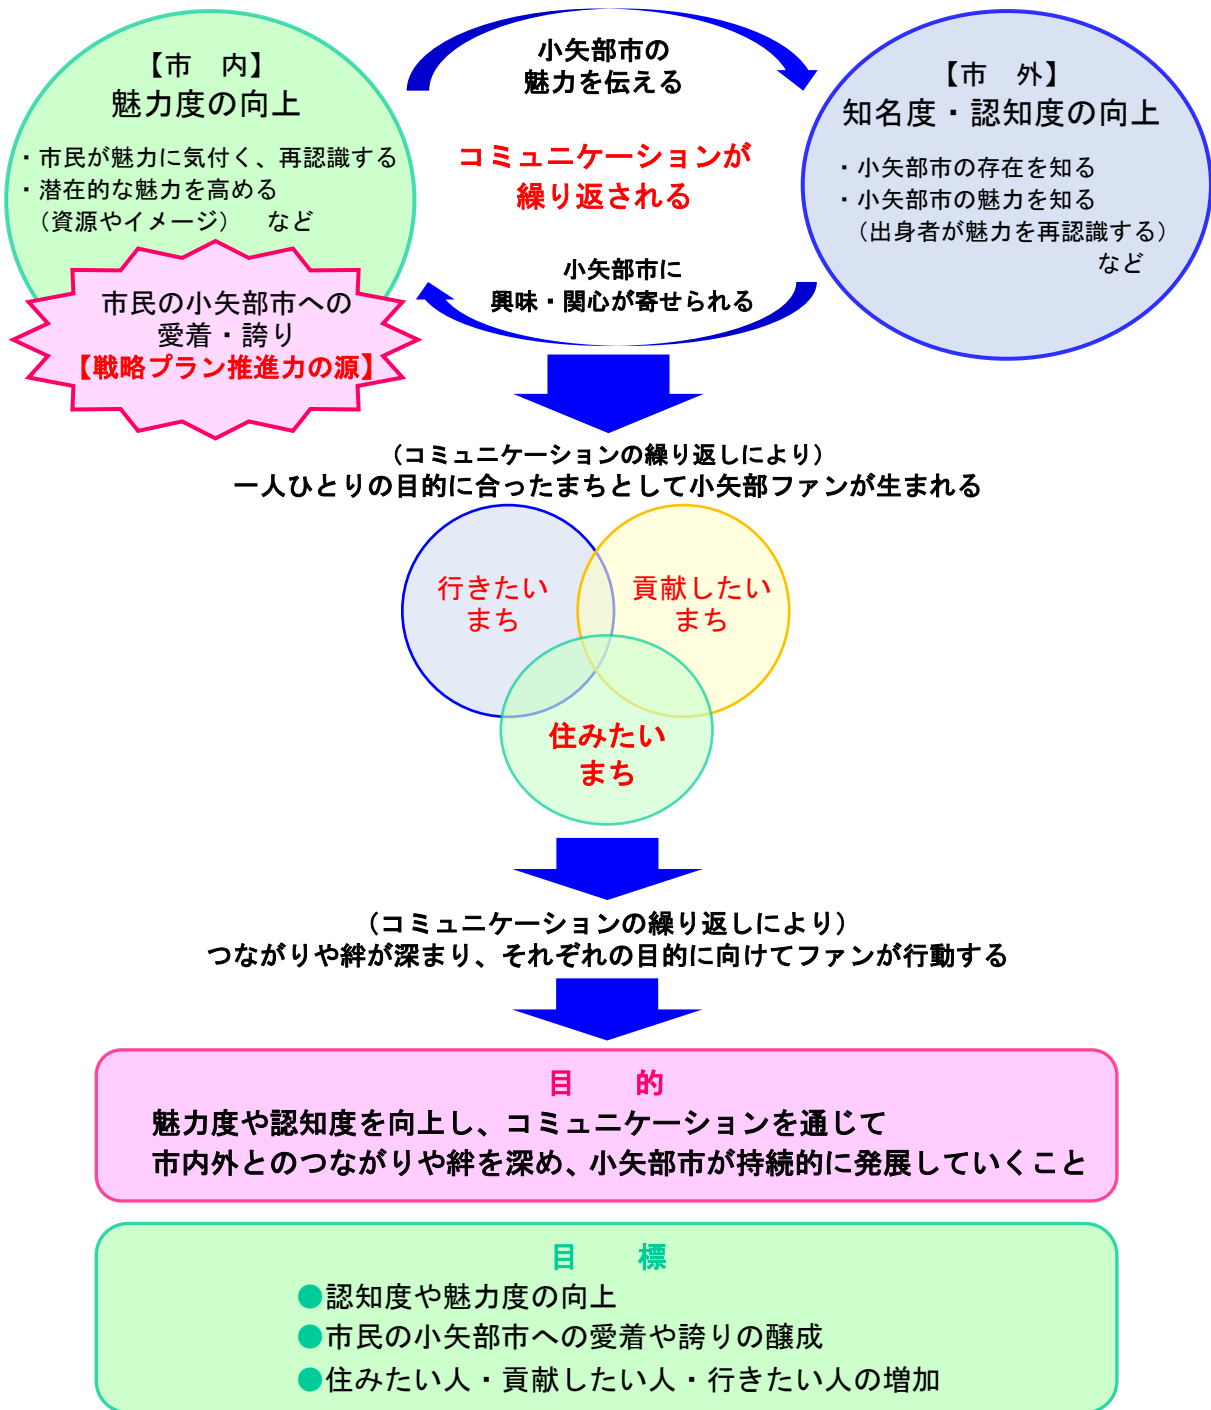 【市　内】
魅力度の向上
・市民が魅力に気付く、再認識する
・潜在的な魅力を高める
（資源やイメージ）　など
市民の小矢部市への
愛着・誇り
【戦略プラン推進力の源】
小矢部市の
魅力を伝える
コミュニケーションが
繰り返される
小矢部市に
興味・関心が寄せられる
【市　外】
知名度・認知度の向上
・小矢部市の存在を知る
・小矢部市の魅力を知る
（出身者が魅力を再認識する）
など
（コミュニケーションの繰り返しにより）
一人ひとりの目的に合ったまちとして小矢部ファンが生まれる
行きたい
まち
貢献したい
まち
住みたい
まち
（コミュニケーションの繰り返しにより）
つながりや絆が深まり、それぞれの目的に向けてファンが行動する
目　　的
魅力度や認知度を向上し、コミュニケーションを通じて
市内外とのつながりや絆を深め、小矢部市が持続的に発展していくこと
目　　標
●認知度や魅力度の向上
●市民の小矢部市への愛着や誇りの醸成
●住みたい人・貢献したい人・行きたい人の増加